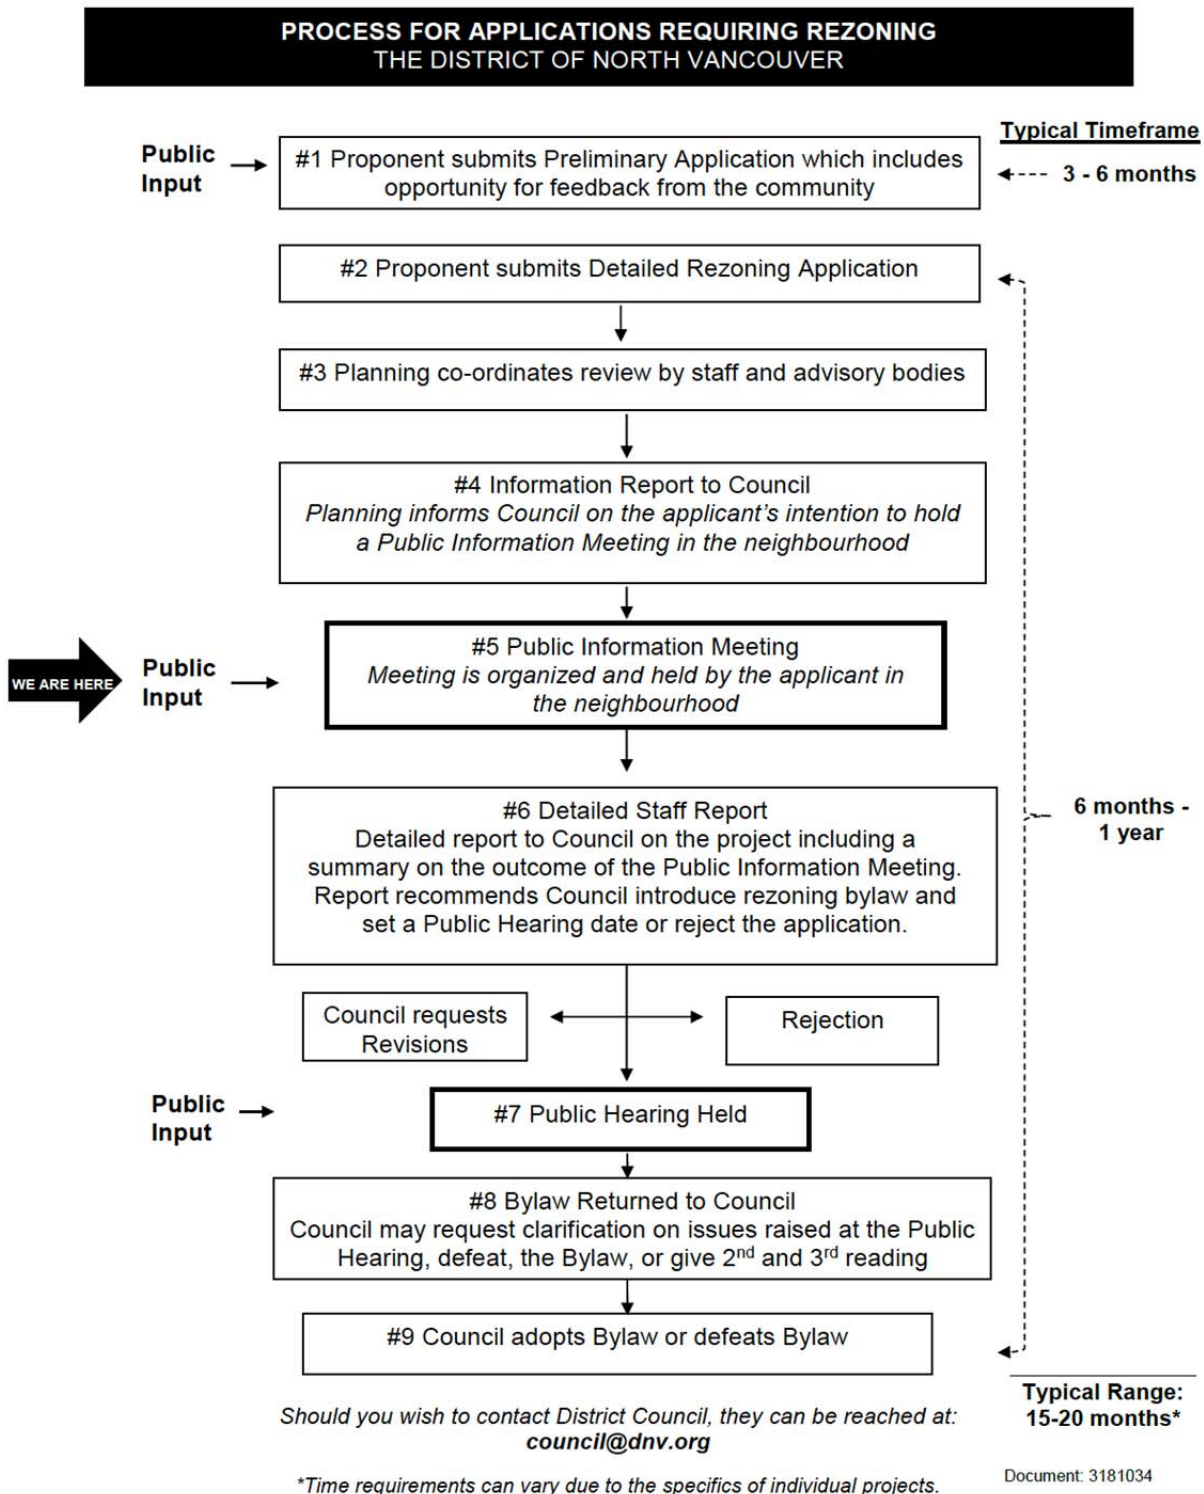 PROCESS FOR APPLICATIONS REQUIRING REZONING
THE DISTRICT OF NORTH VANCOUVER
Typical Timeframe
Public
Input
#1 Proponent submits Preliminary Application which includes
opportunity for feedback from the community
3 - 6 months
#2 Proponent submits Detailed Rezoning Application
#3 Planning co-ordinates review by staff and advisory bodies
#4 Information Report to Council
Planning informs Council on the applicant's intention to hold
a Public Information Meeting in the neighbourhood
WE ARE HERE
Public
Input
#5 Public Information Meeting
Meeting is organized and held by the applicant in
the neighbourhood
#6 Detailed Staff Report
Detailed report to Council on the project including a
summary on the outcome of the Public Information Meeting.
Report recommends Council introduce rezoning bylaw and
set a Public Hearing date or reject the application.
6 months -
1 year
Council requests
Revisions
Rejection
Public
Input
#7 Public Hearing Held
#8 Bylaw Returned to Council
Council may request clarification on issues raised at the Public
Hearing, defeat, the Bylaw, or give 2nd and 3rd reading
#9 Council adopts Bylaw or defeats Bylaw
Typical Range:
15-20 months*
Should you wish to contact District Council, they can be reached at:
council@dnv.org
*Time requirements can vary due to the specifics of individual projects.
Document: 3181034